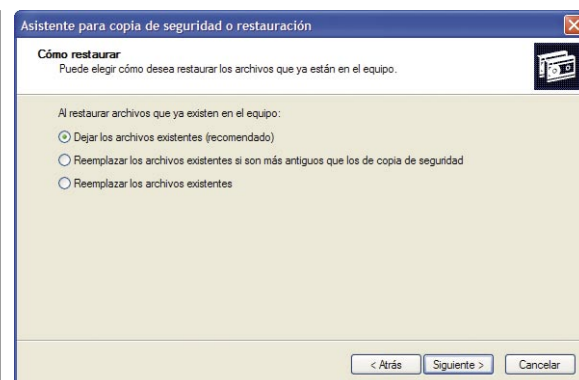 Asistente para copia de seguridad o restauración
Cómo restaurar
Puede elegir cómo desea restaurar los archivos que ya están en el equipo.
Al restaurar archivos que ya existen en el equipo:
Dejar los archivos existentes (recomendado)
Reemplazar los archivos existentes si son más antiguos que los de copia de seguridad
Reemplazar los archivos existentes
< Atrás Siguiente > Cancelar